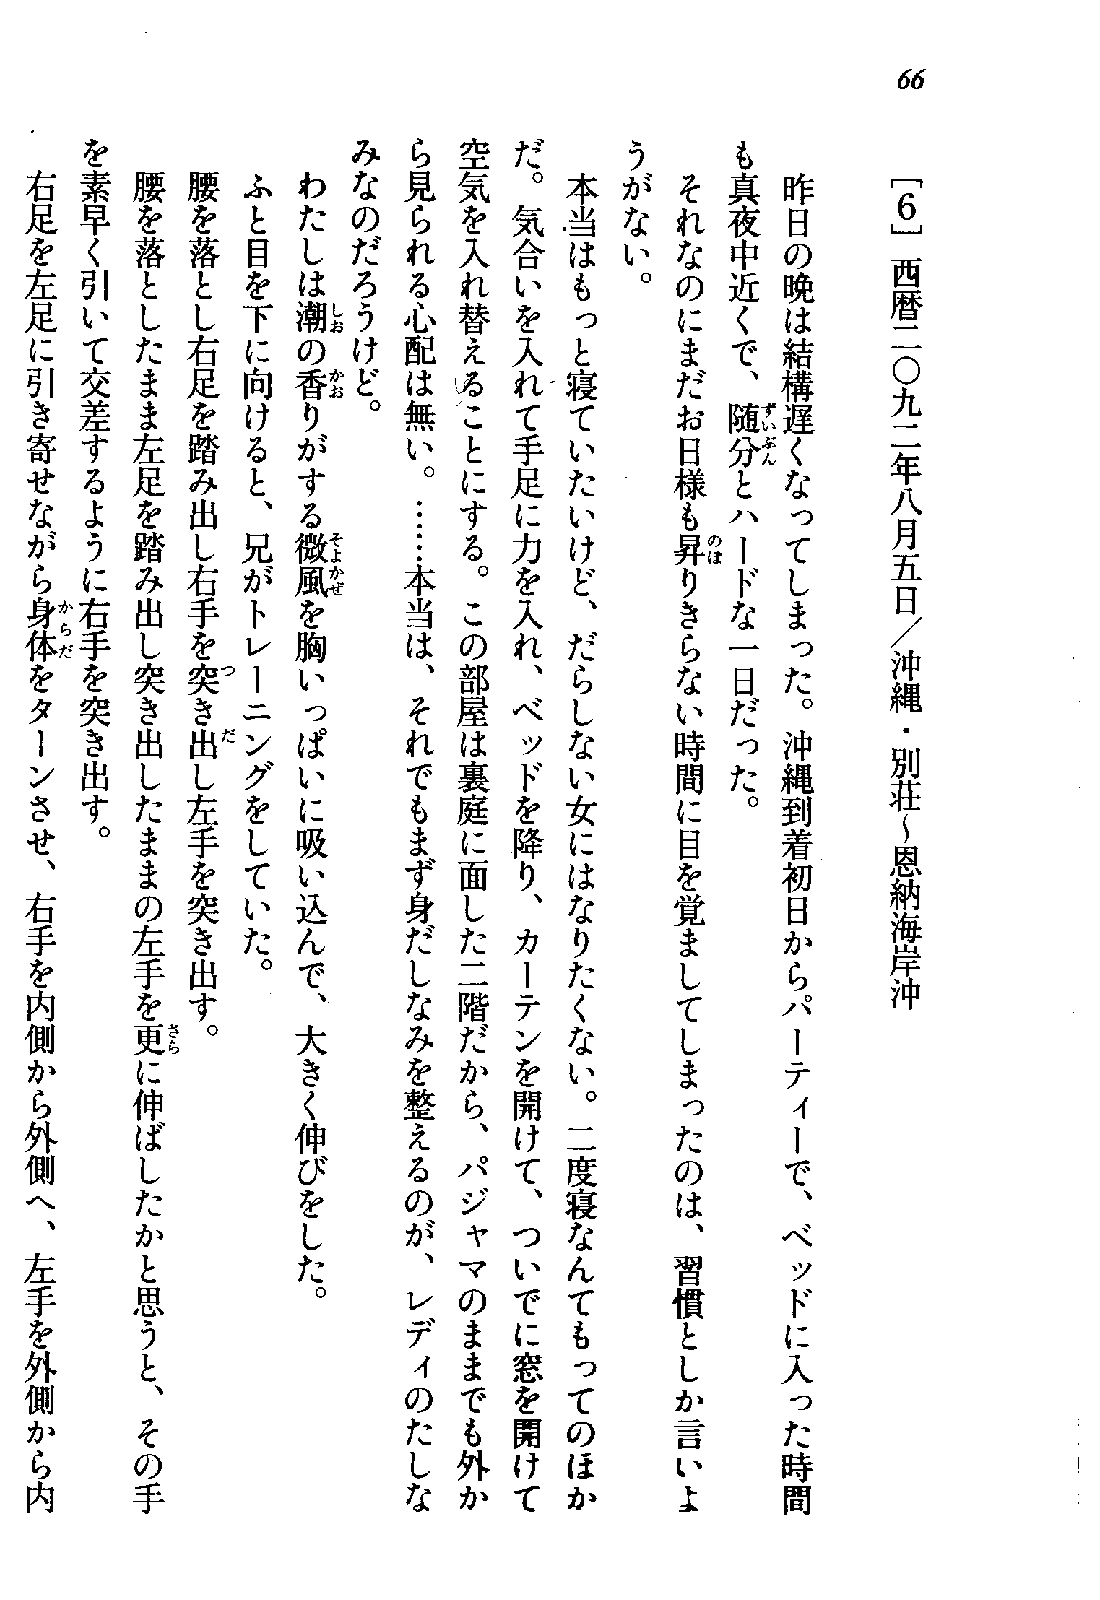 66
［6］西暦二〇九二年八月五日／沖縄・別荘～恩納海岸沖
昨日の晩は結構遅くなってしまった。沖縄到着初日からパーティーで、ベッドに入った時間
も真夜中近くで、随分とハードな一日だった。
それなのにまだお日様も昇りきらない時間に目を覚ましてしまったのは、習慣としか言いよ
うがない。
本当はもっと寝ていたいけど、だらしない女にはなりたくない。二度寝なんてもってのほか
だ。気合いを入れて手足に力を入れ、ベッドを降り、カーテンを開けて、ついでに窓を開けて
空気を入れ替えることにする。この部屋は裏庭に面した二階だから、パジャマのままでも外か
ら見られる心配は無い。……本当は、それでもまず身だしなみを整えるのが、レディのたしな
みなのだろうけど。
わたしは潮の香りがする微風を胸いっぱいに吸い込んで、大きく伸びをした。
ふと目を下に向けると、兄がトレーニングをしていた。
腰を落とし右足を踏み出し右手を突き出し左手を突き出す。
腰を落としたまま左足を踏み出し突き出したままの左手を更に伸ばしたかと思うと、その手
を素早く引いて交差するように右手を突き出す。
右足を左足に引き寄せながら身体をターンさせ、右手を内側から外側へ、左手を外側から内